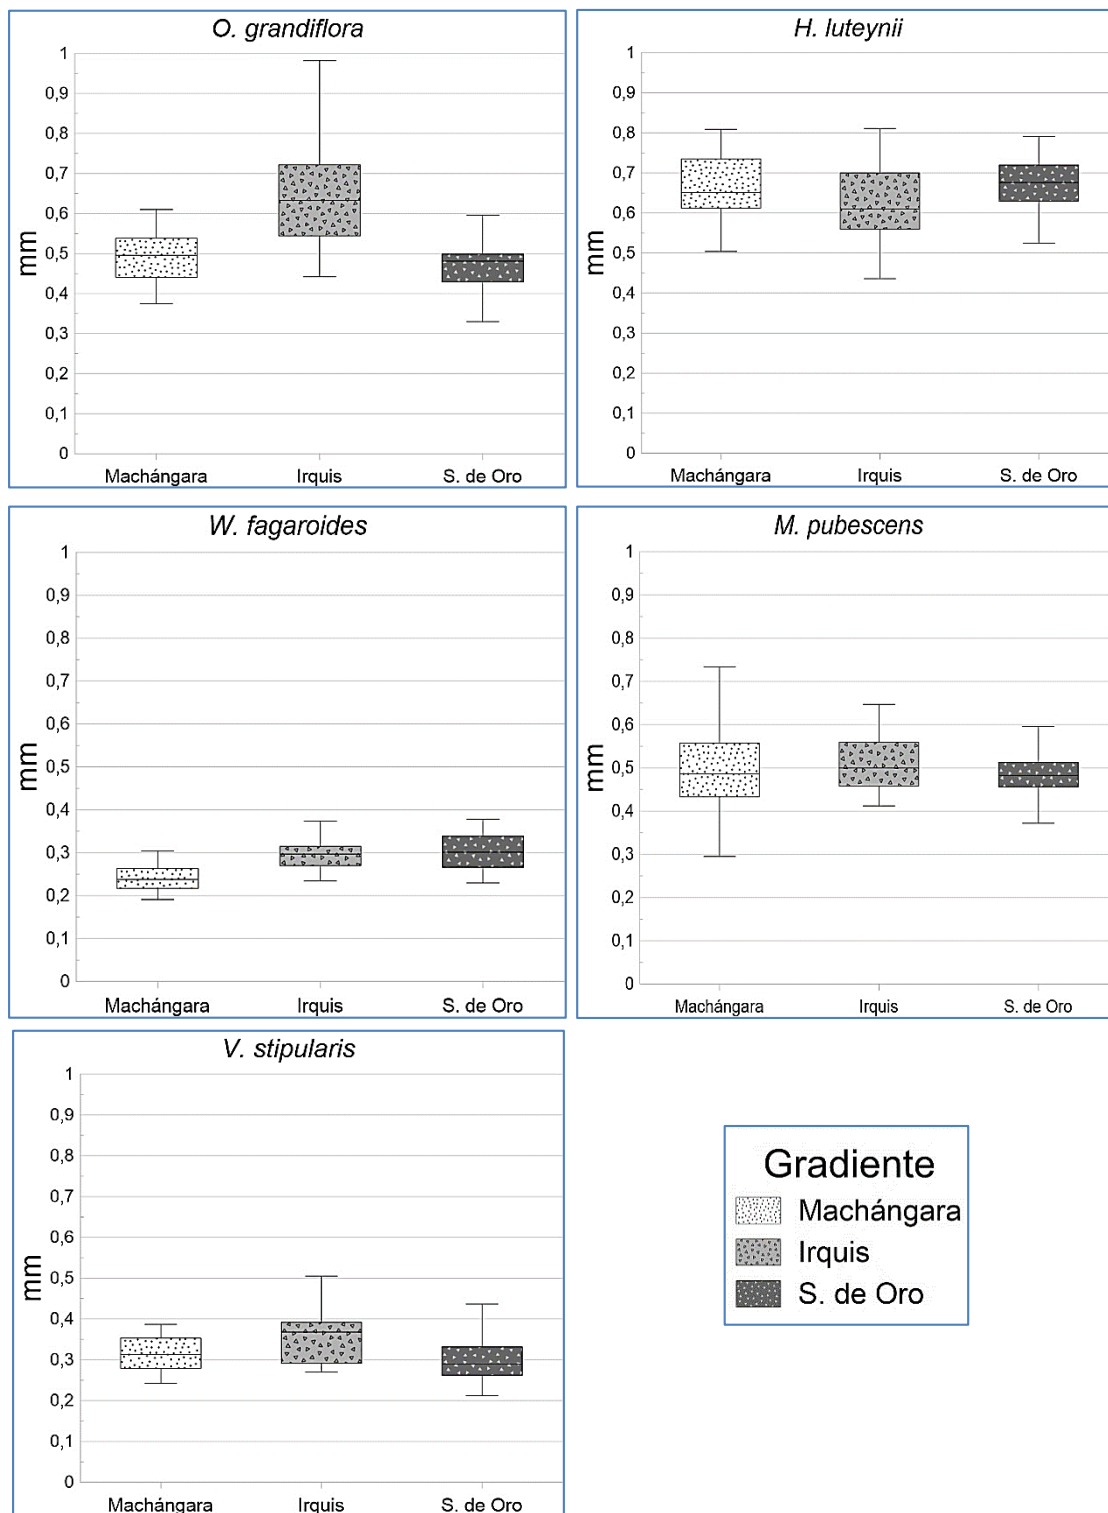 O. grandiflora
1
0,9
0,8
0,7
0,6
0,5
0,4
0,3
0,2
0,1
0
mm
Machángara Irquis S. de Oro
H. luteynii
1
0,9
0,8
0,7
0,6
0,5
0,4
0,3
0,2
0,1
0
mm
Machángara Irquis S. de Oro
W. fagaroides
1
0,9
0,8
0,7
0,6
0,5
0,4
0,3
0,2
0,1
0
mm
Machángara Irquis S. de Oro
M. pubescens
1
0,9
0,8
0,7
0,6
0,5
0,4
0,3
0,2
0,1
0
mm
Machángara Irquis S. de Oro
V. stipularis
1
0,9
0,8
0,7
0,6
0,5
0,4
0,3
0,2
0,1
0
mm
Machángara Irquis S. de Oro
Gradiente
Machángara
Irquis
S. de Oro